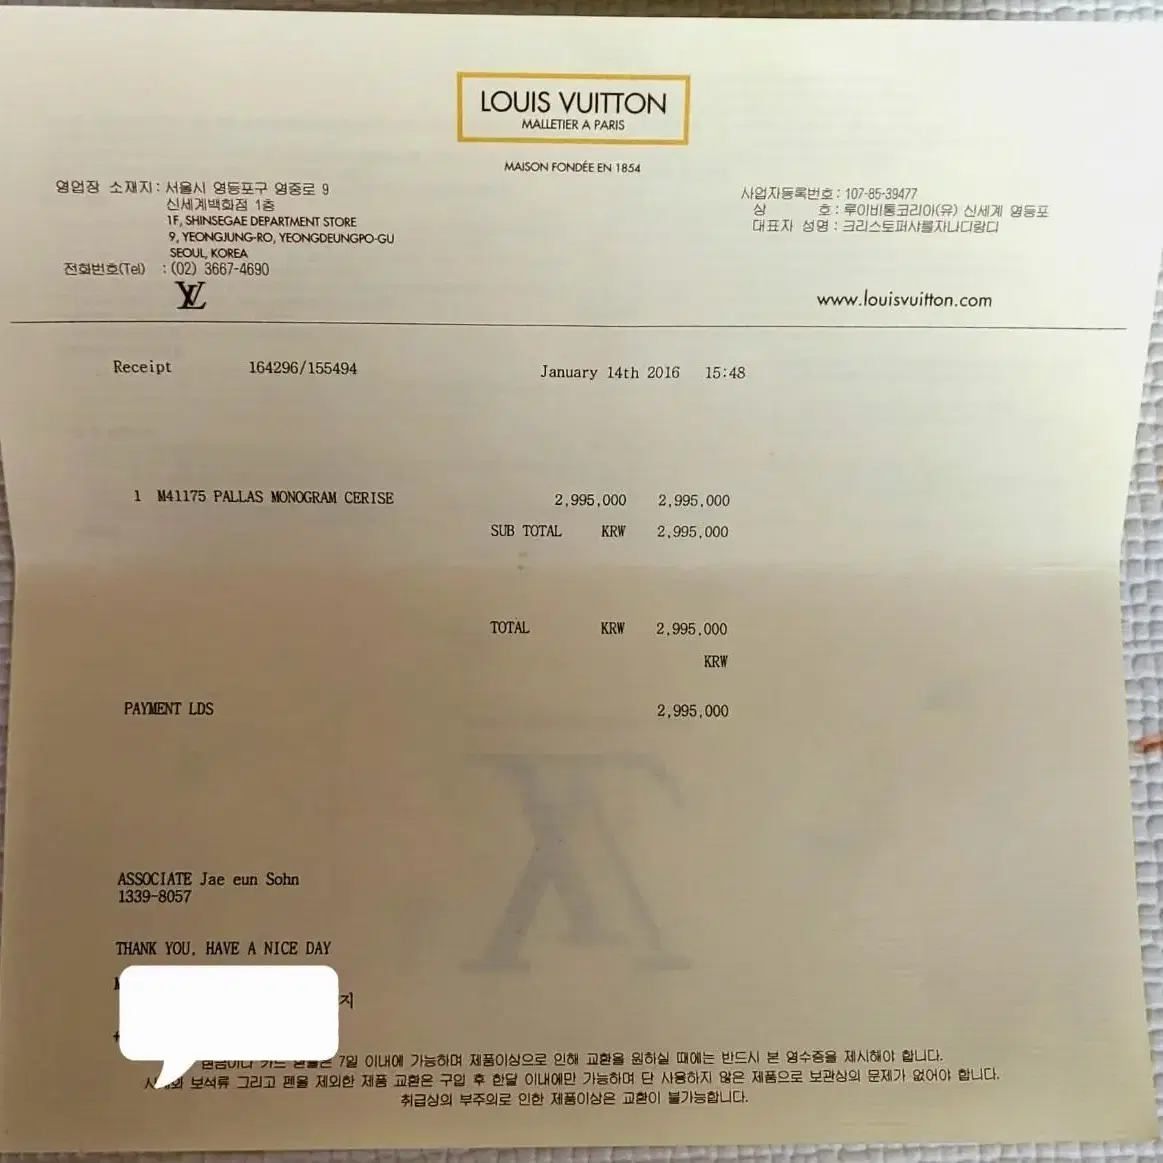 LOUIS VUITTON
MALLETIER A PARIS
MAISON FONDÉE EN 1854
영업장 소재지 : 서울시 영등포구 영중로 9
신세계백화점 1층
1F, SHINSEGAE DEPARTMENT STORE
9, YEONGJUNG-RO, YEONGDEUNGPO-GU
SEOUL, KOREA
전화번호(Tel) : (02) 3667-4690
LV
사업자등록번호 : 107-85-39477
상 호 : 루이비통코리아(유) 신세계 영등포
대표자 성명 : 크리스토퍼샤를자나디랑디
www.louisvuitton.com
Receipt 164296/155494 January 14th 2016 15:48
1 M41175 PALLAS MONOGRAM CERISE 2,995,000 2,995,000
SUB TOTAL KRW 2,995,000
TOTAL KRW 2,995,000
KRW
PAYMENT LDS 2,995,000
ASSOCIATE Jae eun Sohn
1339-8057
THANK YOU, HAVE A NICE DAY
지
7일 이내에 가능하며 제품이상으로 인해 교환을 원하실 때에는 반드시 본 영수증을 제시해야 합니다.
보석류 그리고 펜을 제외한 제품 교환은 구입 후 한달 이내에만 가능하며 단 사용하지 않은 제품으로 보관상의 문제가 없어야 합니다.
취급상의 부주의로 인한 제품이상은 교환이 불가능합니다.